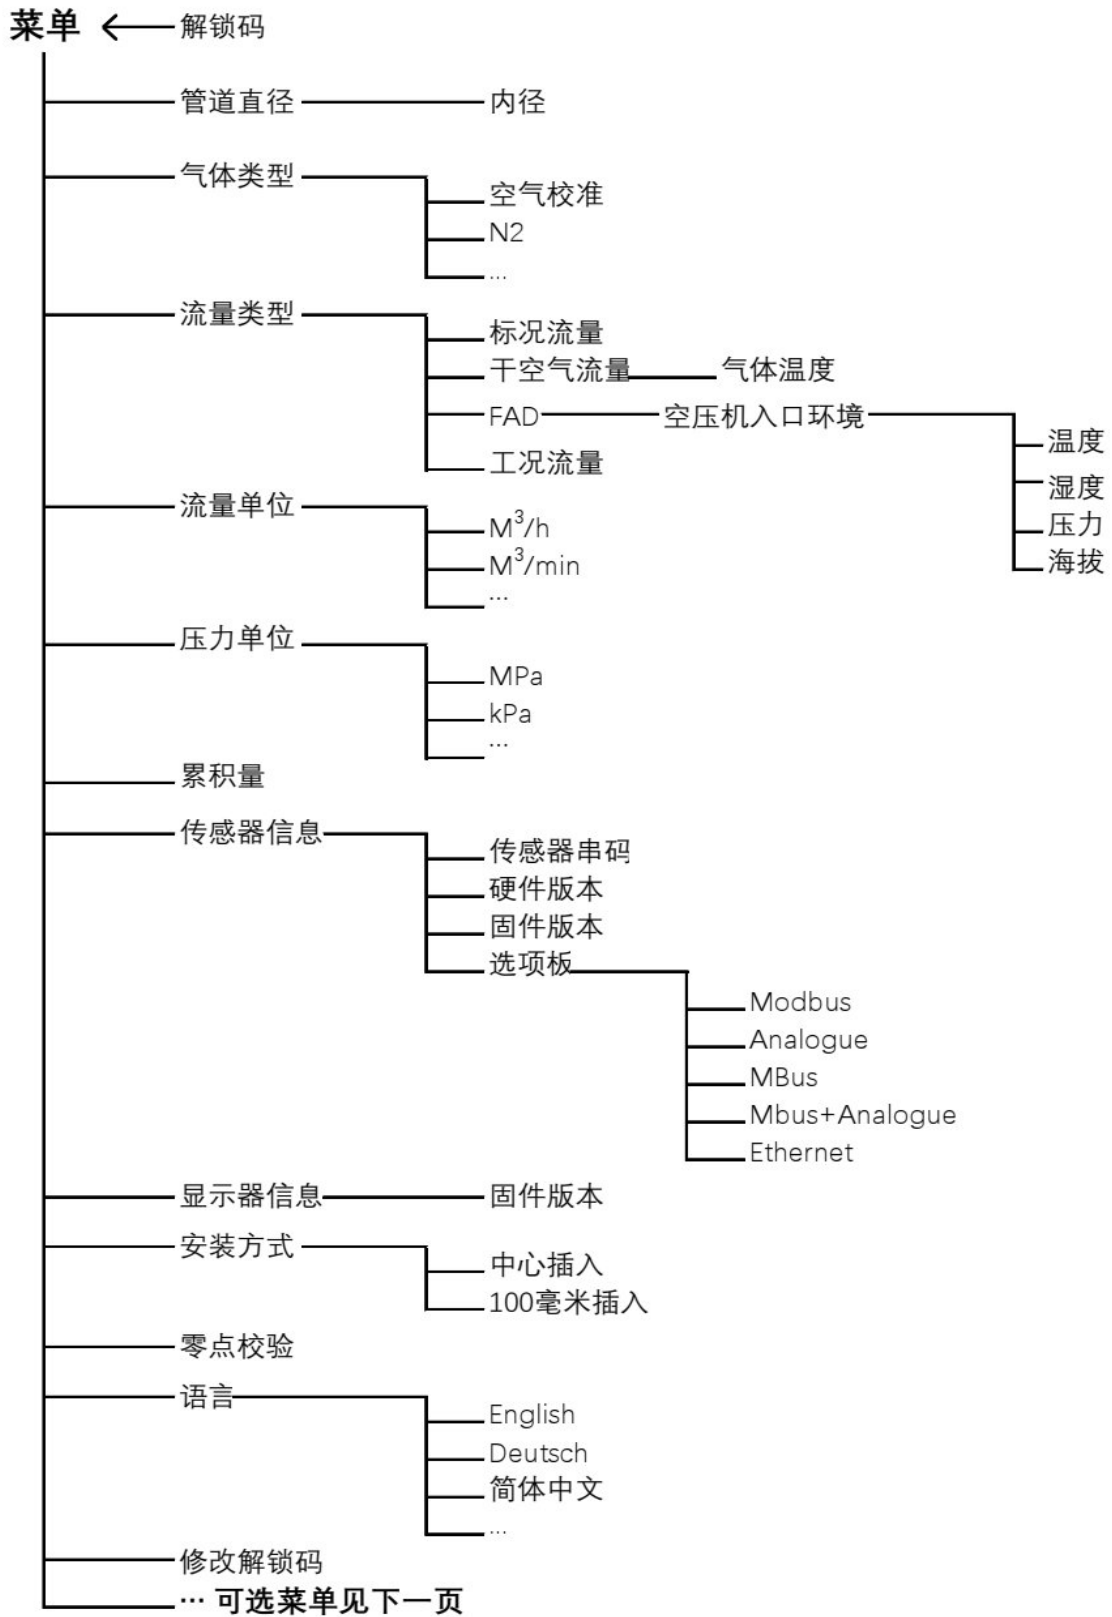 菜单 解锁码
管道直径 内径
气体类型
空气校准
N2
...
流量类型
标况流量
干空气流量 气体温度
FAD 空压机入口环境
温度
工况流量
湿度
流量单位
M³/h
压力
M³/min
海拔
...
压力单位
MPa
kPa
...
累积量
传感器信息
传感器串码
硬件版本
固件版本
选项板
Modbus
Analogue
MBus
Mbus+Analogue
Ethernet
显示器信息 固件版本
安装方式
中心插入
100毫米插入
零点校验
语言
English
Deutsch
简体中文
...
修改解锁码
... 可选菜单见下一页